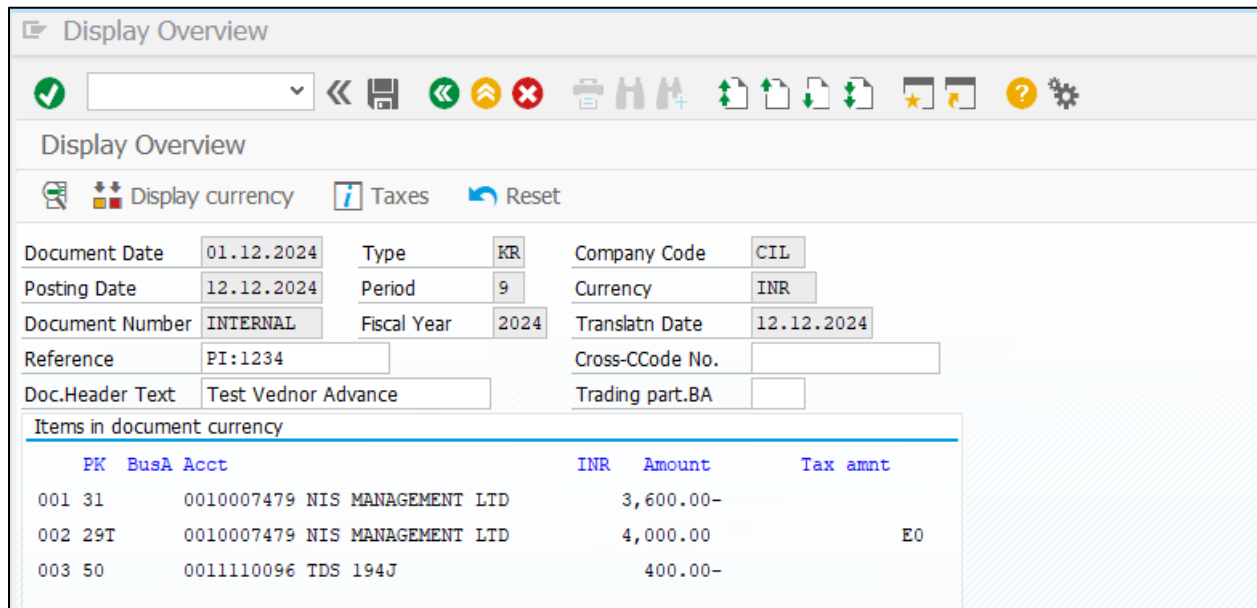 Display Overview
Display Overview
Display currency Taxes Reset
Document Date 01.12.2024 Type KR Company Code CIL
Posting Date 12.12.2024 Period 9 Currency INR
Document Number INTERNAL Fiscal Year 2024 Translatn Date 12.12.2024
Reference PI:1234 Cross-CCode No.
Doc.Header Text Test Vednor Advance Trading part.BA
Items in document currency
PK BusA Acct INR Amount Tax amnt
001 31 0010007479 NIS MANAGEMENT LTD 3,600.00-
002 29T 0010007479 NIS MANAGEMENT LTD 4,000.00 E0
003 50 0011110096 TDS 194J 400.00-